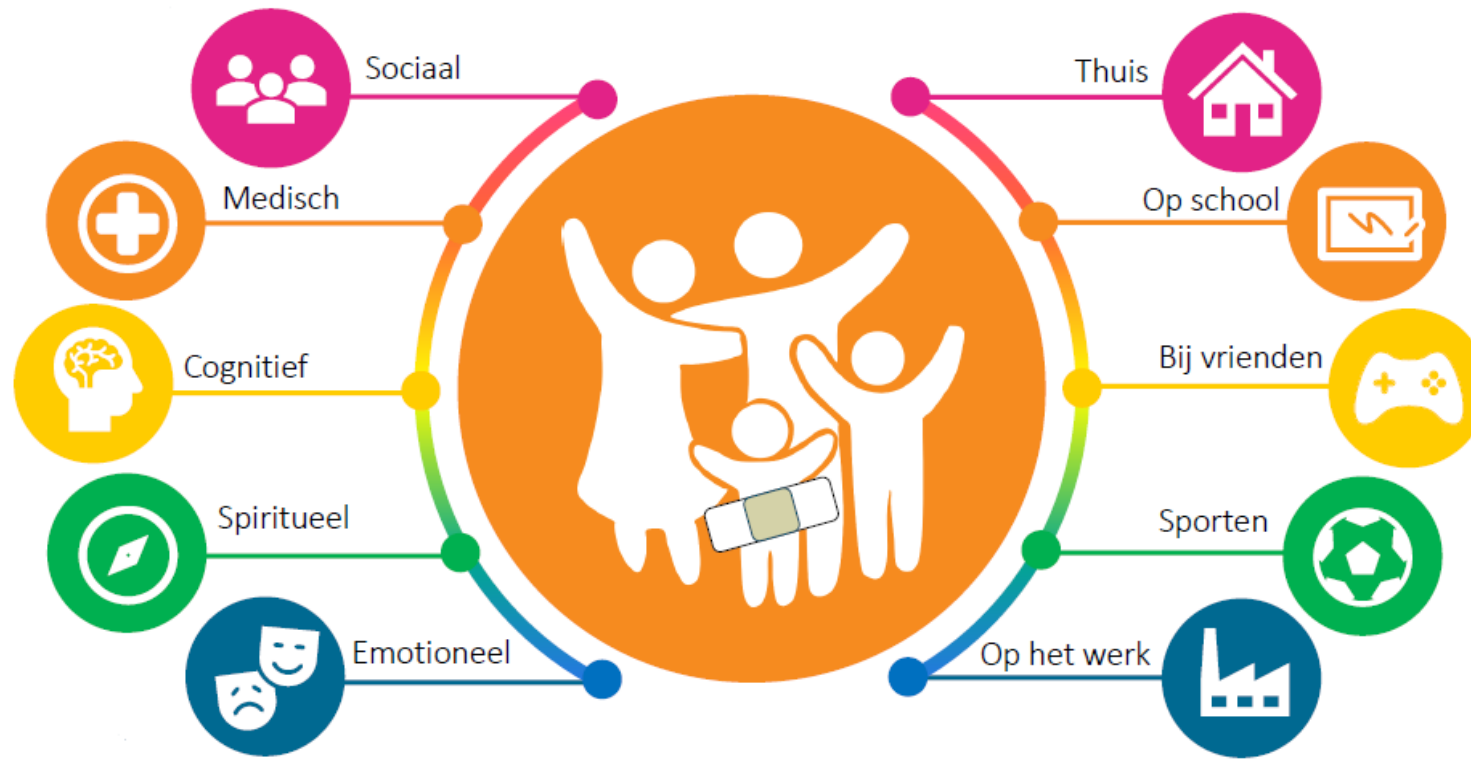 Sociaal
Medisch
Cognitief
Spiritueel
Emotioneel
Thuis
Op school
Bij vrienden
Sporten
Op het werk